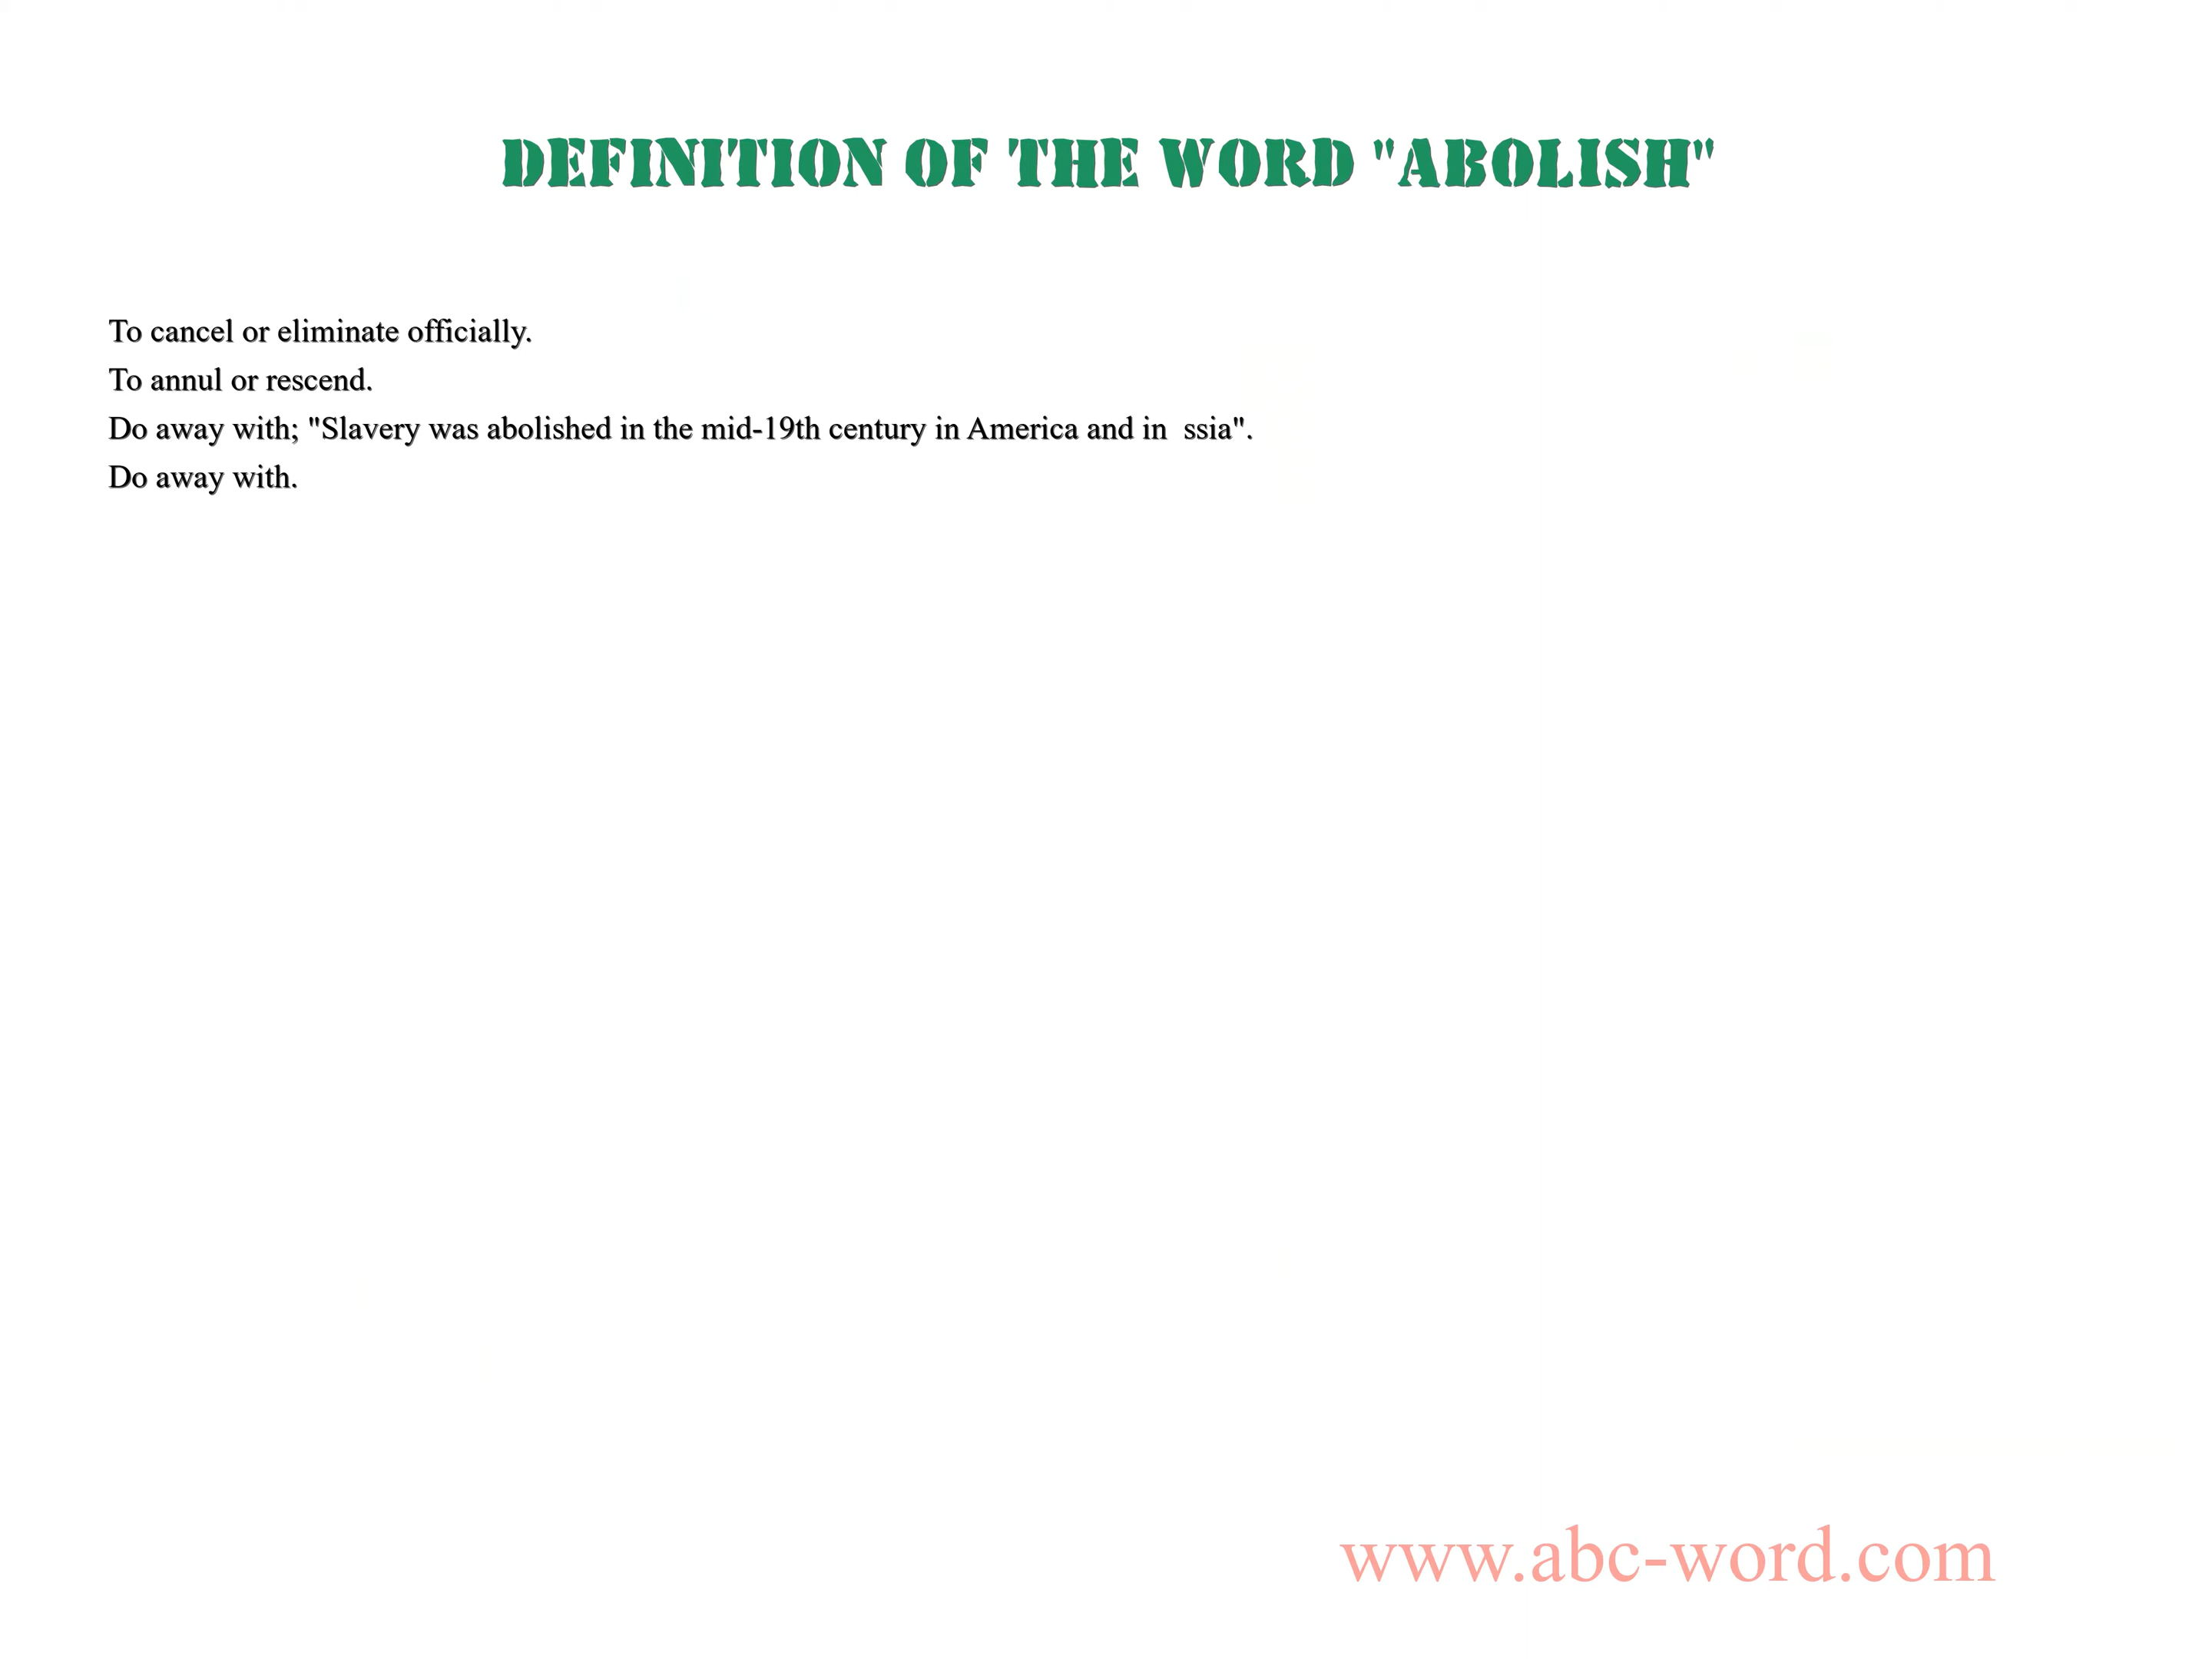 DEFINITION OF THE WORD "ABOLISH"
To cancel or eliminate officially.
To annul or rescend.
Do away with; "Slavery was abolished in the mid-19th century in America and in  ssia".
Do away with.
www.abc-word.com